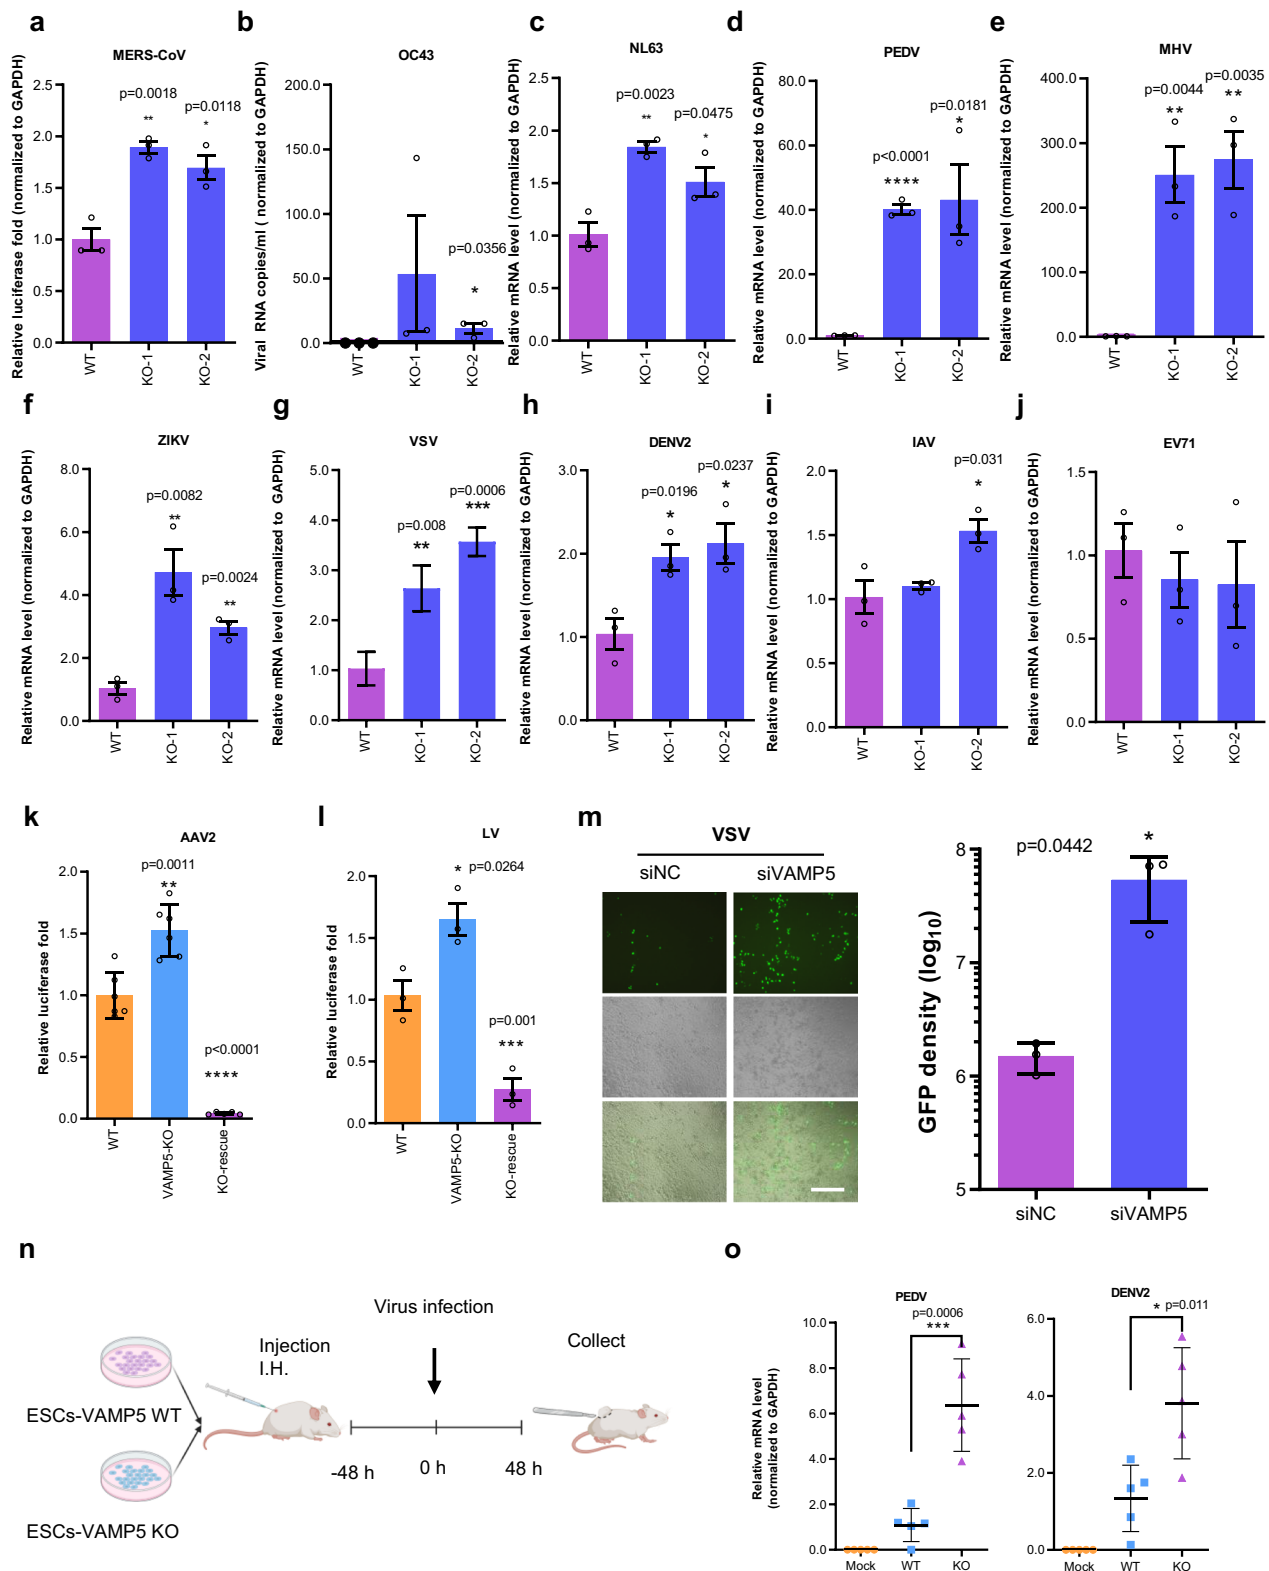 a
MERS-CoV
Relative luciferase fold (normalized to GAPDH)
2.5
2.0
1.5
1.0
0.5
0.0
p=0.0018
**
p=0.0118
*
WT
KO-1
KO-2
b
OC43
Viral RNA copies/ml ( normalized to GAPDH)
200.0
150.0
100.0
50.0
0.0
p=0.0356
*
WT
KO-1
KO-2
c
NL63
Relative mRNA level (normalized to GAPDH)
2.5
2.0
1.5
1.0
0.5
0.0
p=0.0023
**
p=0.0475
*
WT
KO-1
KO-2
d
PEDV
Relative mRNA level (normalized to GAPDH)
80.0
60.0
40.0
20.0
0.0
p<0.0001
****
p=0.0181
*
WT
KO-1
KO-2
e
MHV
Relative mRNA level (normalized to GAPDH)
400.0
300.0
200.0
100.0
0.0
p=0.0044
**
p=0.0035
**
WT
KO-1
KO-2
f
ZIKV
Relative mRNA level (normalized to GAPDH)
8.0
6.0
4.0
2.0
0.0
p=0.0082
**
p=0.0024
**
WT
KO-1
KO-2
g
VSV
Relative mRNA level (normalized to GAPDH)
5.0
4.0
3.0
2.0
1.0
0.0
p=0.008
**
p=0.0006
***
WT
KO-1
KO-2
h
DENV2
Relative mRNA level (normalized to GAPDH)
3.0
2.0
1.0
0.0
p=0.0196
*
p=0.0237
*
WT
KO-1
KO-2
i
IAV
Relative mRNA level (normalized to GAPDH)
2.0
1.5
1.0
0.5
0.0
p=0.031
*
WT
KO-1
KO-2
j
EV71
Relative mRNA level (normalized to GAPDH)
1.5
1.0
0.5
0.0
WT
KO-1
KO-2
k
AAV2
Relative luciferase fold
2.0
1.5
1.0
0.5
0.0
p=0.0011
**
p<0.0001
****
WT
VAMP5-KO
KO-rescue
l
LV
Relative luciferase fold
2.0
1.5
1.0
0.5
0.0
*
p=0.0264
p=0.001
***
WT
VAMP5-KO
KO-rescue
m
VSV
siNC
siVAMP5
GFP density (log10)
8
7
6
5
p=0.0442
*
siNC
siVAMP5
n
ESCs-VAMP5 WT
ESCs-VAMP5 KO
Injection
I.H.
Virus infection
Collect
-48 h
0 h
48 h
o
PEDV
Relative mRNA level
(normalized to GAPDH)
10.0
8.0
6.0
4.0
2.0
0.0
p=0.0006
***
Mock
WT
KO
DENV2
6.0
4.0
2.0
0.0
* p=0.011
Mock
WT
KO